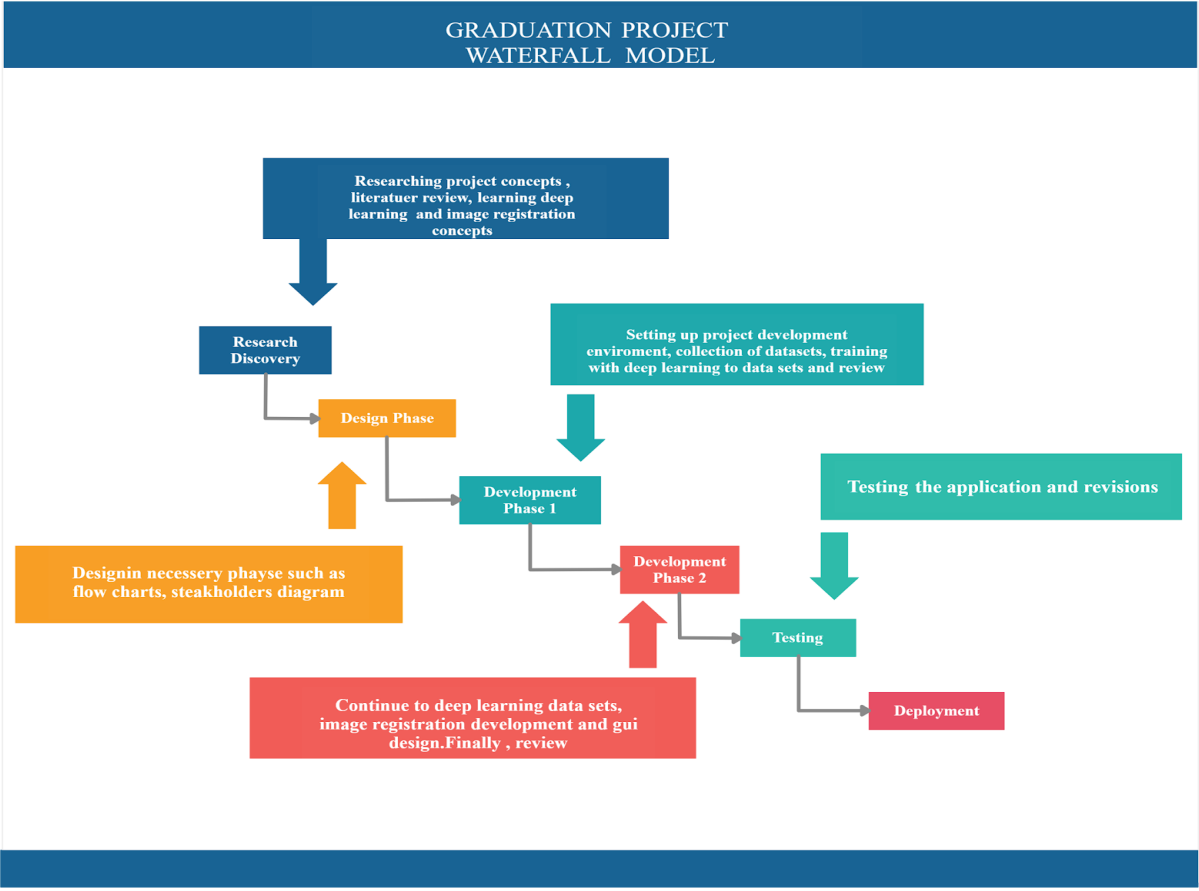 GRADUATION PROJECT
WATERFALL MODEL
Researching project concepts ,
literatuer review, learning deep
learning and image registration
concepts
Research
Discovery
Setting up project development
enviroment, collection of datasets, training
with deep learning to data sets and review
Design Phase
Development
Phase 1
Testing the application and revisions
Designin necessery phayse such as
flow charts, steakholders diagram
Development
Phase 2
Testing
Continue to deep learning data sets,
image registration development and gui
design.Finally , review
Deployment